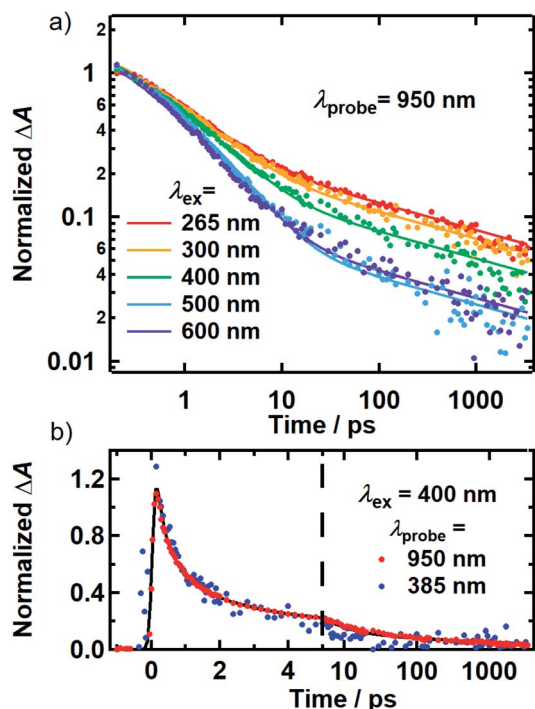 a)
2
1
6
4
2
0.1
6
4
2
0.01
Normalized ΔA
λprobe= 950 nm
λex=
265 nm
300 nm
400 nm
500 nm
600 nm
1 10 100 1000
Time / ps
b)
1.2
0.8
0.4
0.0
Normalized ΔA
λex = 400 nm
λprobe =
950 nm
385 nm
0 2 4 10 100 1000
Time / ps